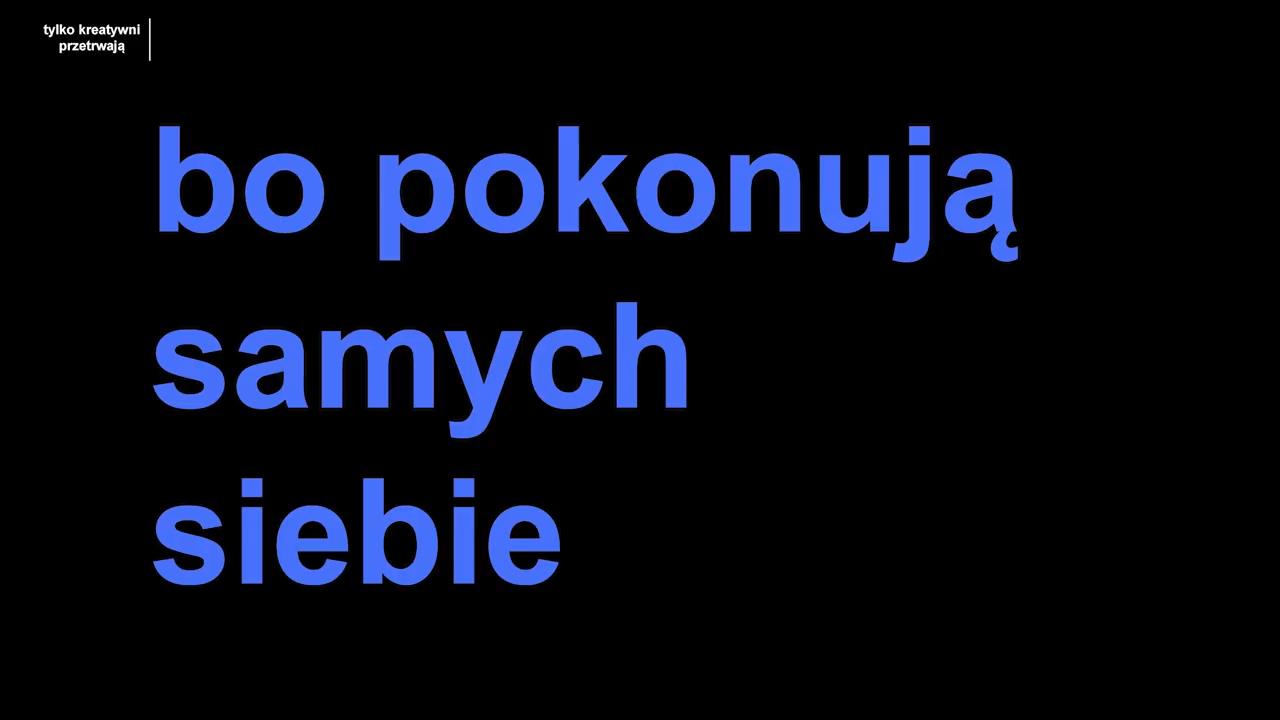 tylko kreatywni
przetrwają
bo pokonują
samych
siebie